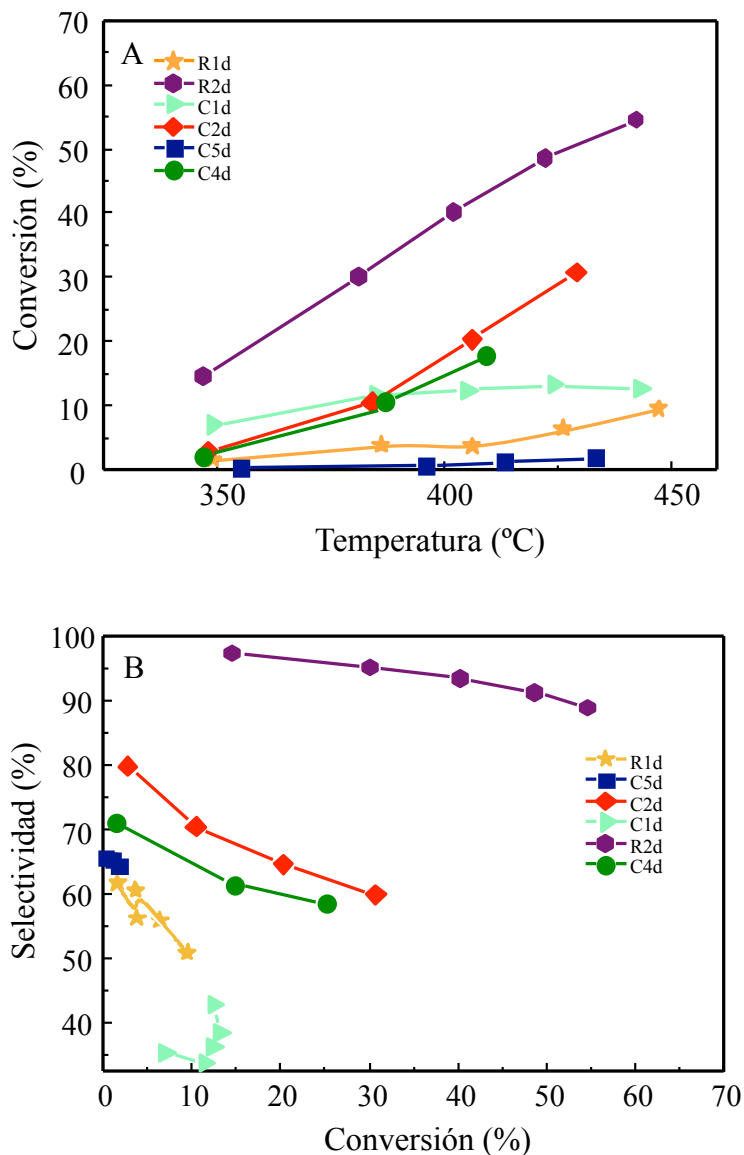 70
60
50
40
30
20
10
0
Conversión (%)
A
R1d
R2d
C1d
C2d
C5d
C4d
350
400
450
Temperatura (ºC)
100
90
80
70
60
50
40
Selectividad (%)
B
R1d
C5d
C2d
C1d
R2d
C4d
0
10
20
30
40
50
60
70
Conversión (%)